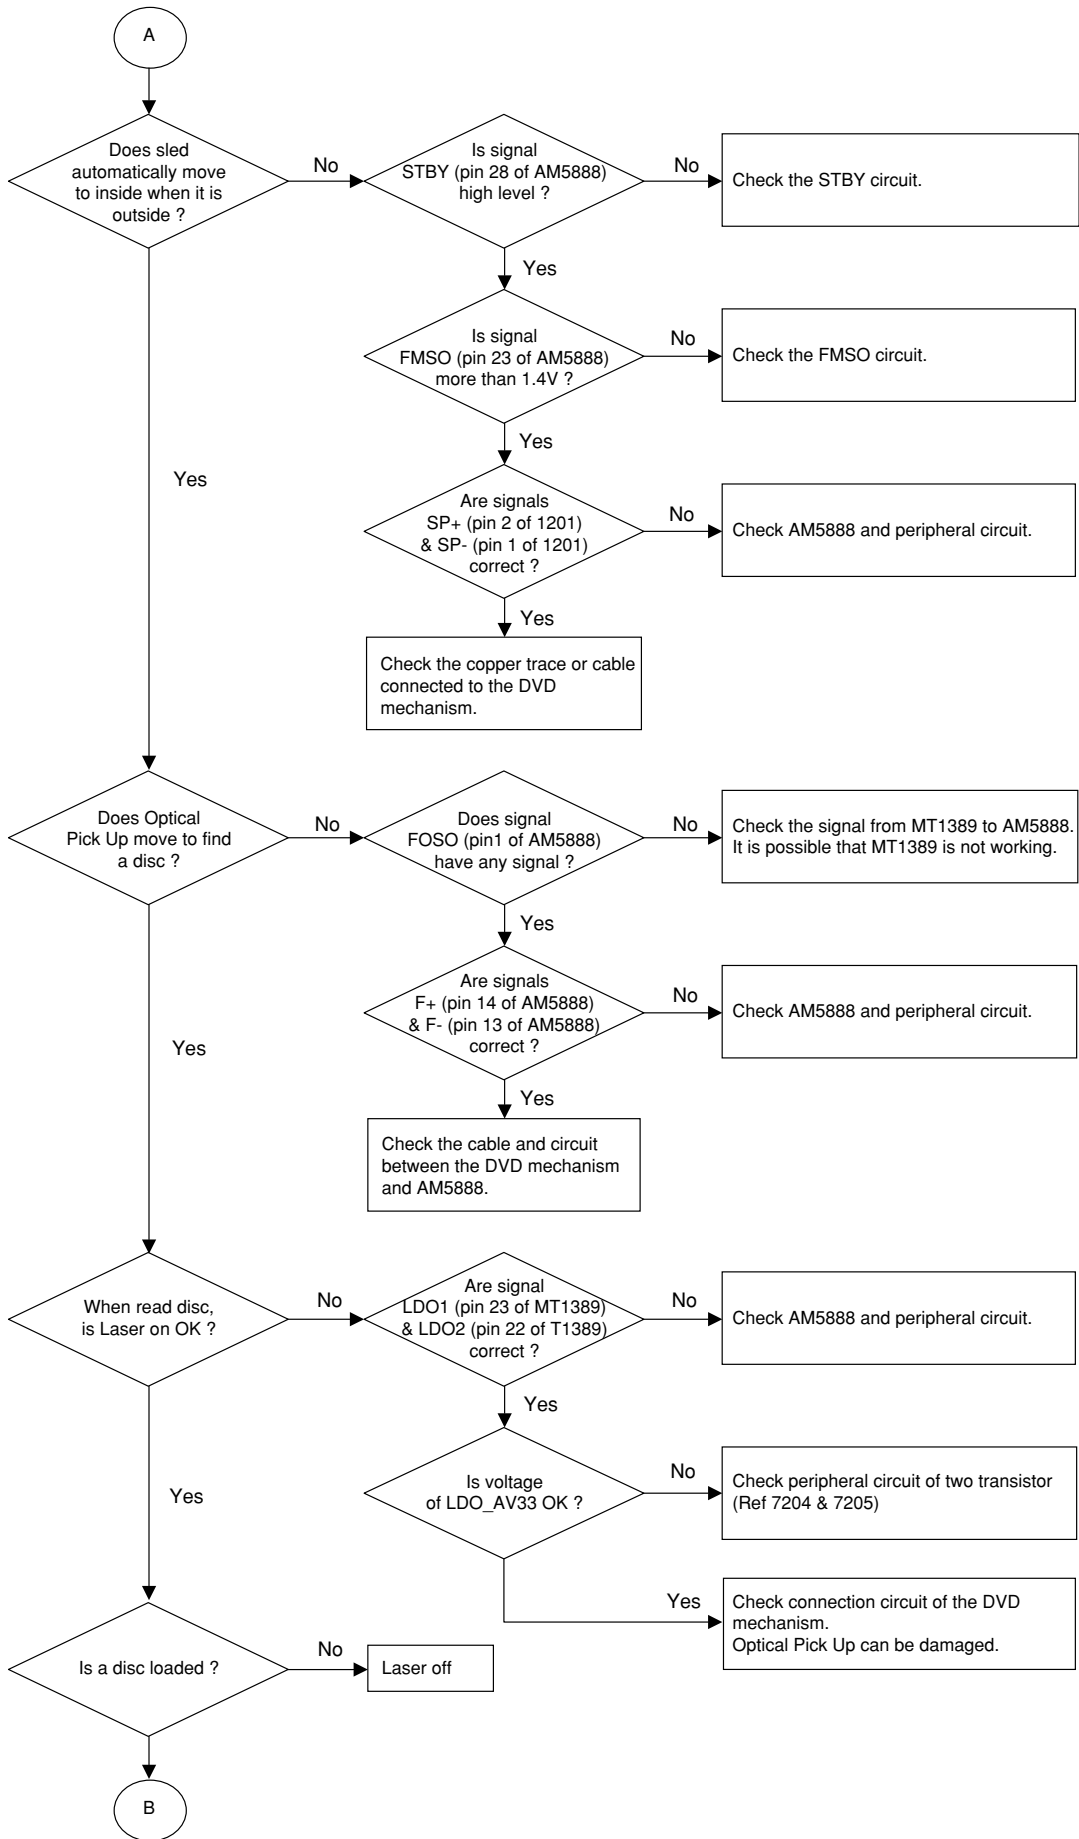 A
Does sled
automatically move
to inside when it is
outside ?
No
Is signal
STBY (pin 28 of AM5888)
high level ?
No
Check the STBY circuit.
Yes
Is signal
FMSO (pin 23 of AM5888)
more than 1.4V ?
No
Check the FMSO circuit.
Yes
Are signals
SP+ (pin 2 of 1201)
& SP- (pin 1 of 1201)
correct ?
No
Check AM5888 and peripheral circuit.
Yes
Check the copper trace or cable
connected to the DVD
mechanism.
Yes
Does Optical
Pick Up move to find
a disc ?
No
Does signal
FOSO (pin1 of AM5888)
have any signal ?
No
Check the signal from MT1389 to AM5888.
It is possible that MT1389 is not working.
Yes
Are signals
F+ (pin 14 of AM5888)
& F- (pin 13 of AM5888)
correct ?
No
Check AM5888 and peripheral circuit.
Yes
Check the cable and circuit
between the DVD mechanism
and AM5888.
Yes
When read disc,
is Laser on OK ?
No
Are signal
LDO1 (pin 23 of MT1389)
& LDO2 (pin 22 of T1389)
correct ?
No
Check AM5888 and peripheral circuit.
Yes
Is voltage
of LDO_AV33 OK ?
No
Check peripheral circuit of two transistor
(Ref 7204 & 7205)
Yes
Check connection circuit of the DVD
mechanism.
Optical Pick Up can be damaged.
Yes
Is a disc loaded ?
No
Laser off
B